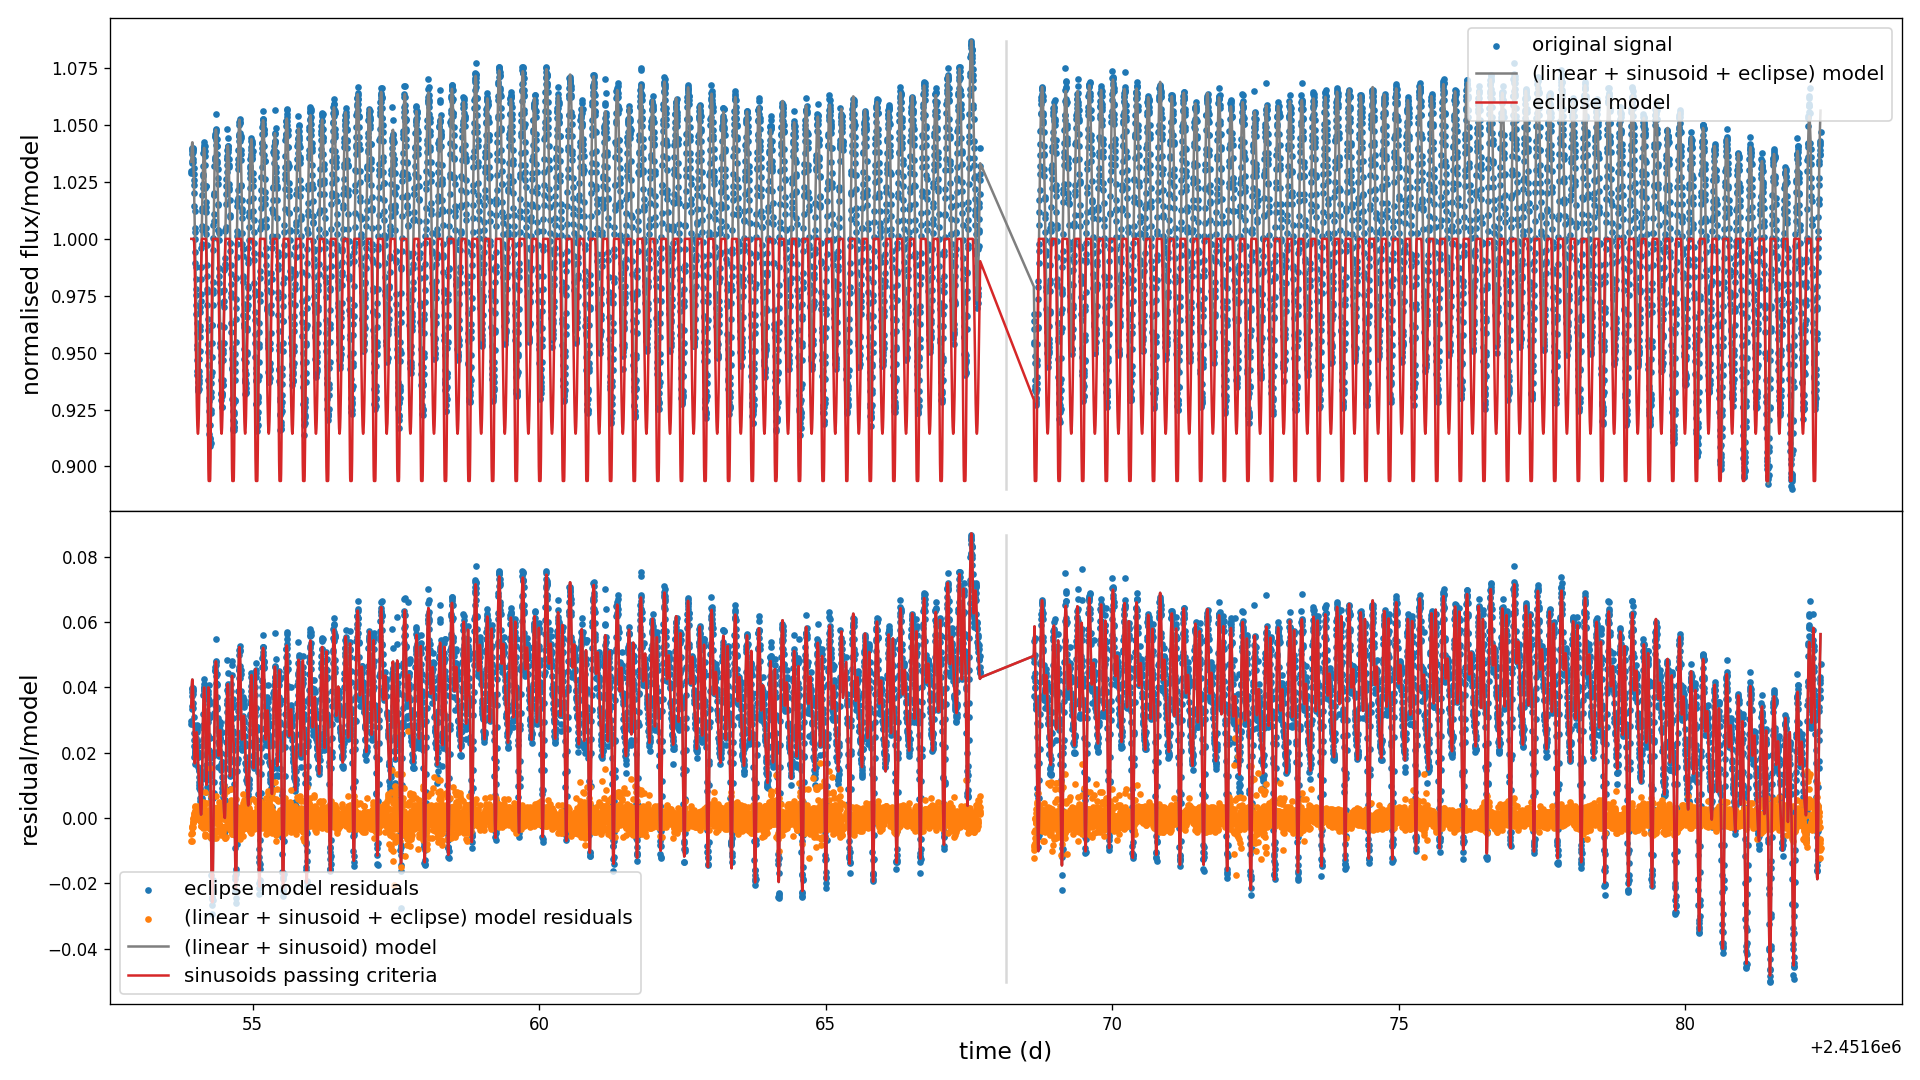 normalised flux/model
1.075
1.050
1.025
1.000
0.975
0.950
0.925
0.900
original signal
(linear + sinusoid + eclipse) model
eclipse model
residual/model
0.08
0.06
0.04
0.02
0.00
−0.02
−0.04
eclipse model residuals
(linear + sinusoid + eclipse) model residuals
(linear + sinusoid) model
sinusoids passing criteria
55
60
65
70
75
80
time (d)
+2.4516e6